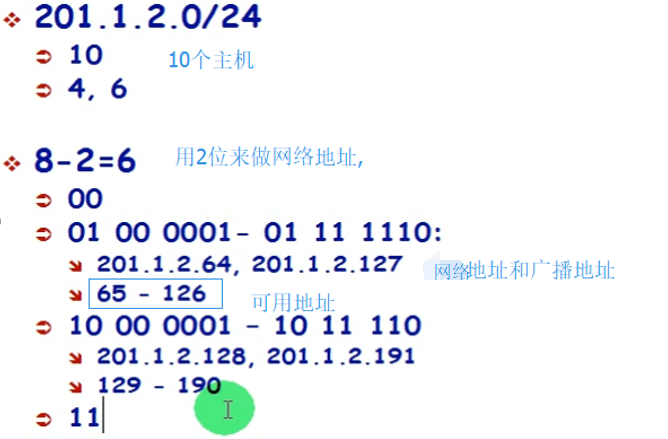 201.1.2.0/24
10 10个主机
4, 6
8-2=6 用2位来做网络地址,
00
01 00 0001- 01 11 1110:
201.1.2.64, 201.1.2.127 网络地址和广播地址
65 - 126 可用地址
10 00 0001 - 10 11 110
201.1.2.128, 201.1.2.191
129 - 190
11